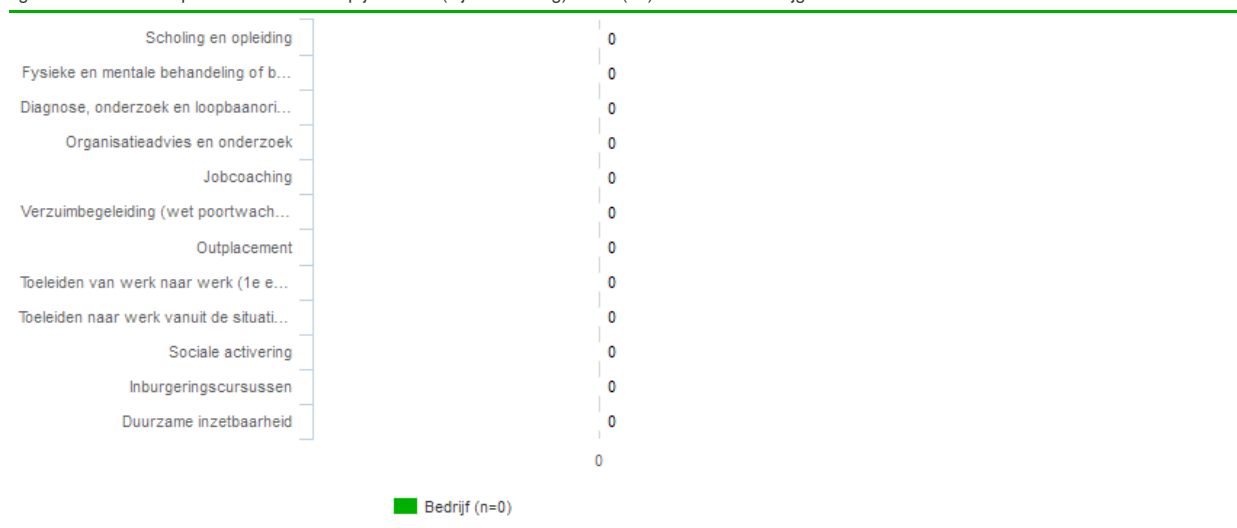 Scholing en opleiding 0
Fysieke en mentale behandeling of b... 0
Diagnose, onderzoek en loopbaanori... 0
Organisatieadvies en onderzoek 0
Jobcoaching 0
Verzuimbegeleiding (wet poortwach... 0
Outplacement 0
Toeleiden van werk naar werk (1e e... 0
Toeleiden naar werk vanuit de situati... 0
Sociale activering 0
Inburgeringscursussen 0
Duurzame inzetbaarheid 0
0
Bedrijf (n=0)